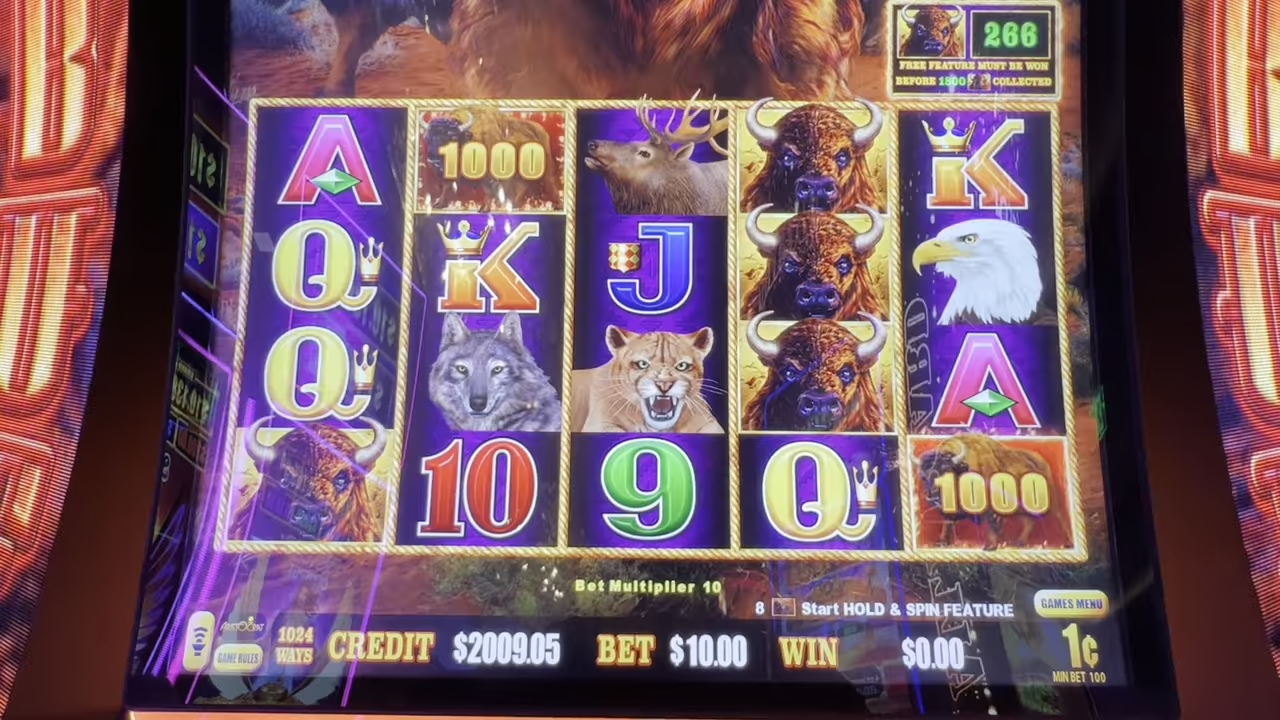 266
FREE FEATURE MUST BE WON
BEFORE 1800 COLLECTED
A 1000 K
Q K J
Q A
10 9 Q 1000
Bet Multiplier 10
8 Start HOLD & SPIN FEATURE
GAMES MENU
ARISTOCRAT
GAME RULES
1024
WAYS
CREDIT $2009.05 BET $10.00 WIN $0.00
1¢
MIN BET 100